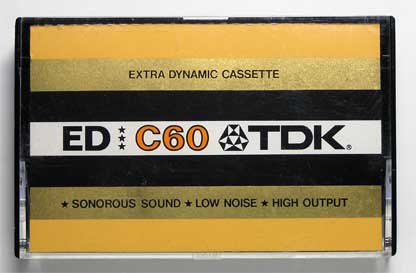 EXTRA DYNAMIC CASSETTE
ED ★★★ C60 TDK®
★ SONOROUS SOUND ★ LOW NOISE ★ HIGH OUTPUT